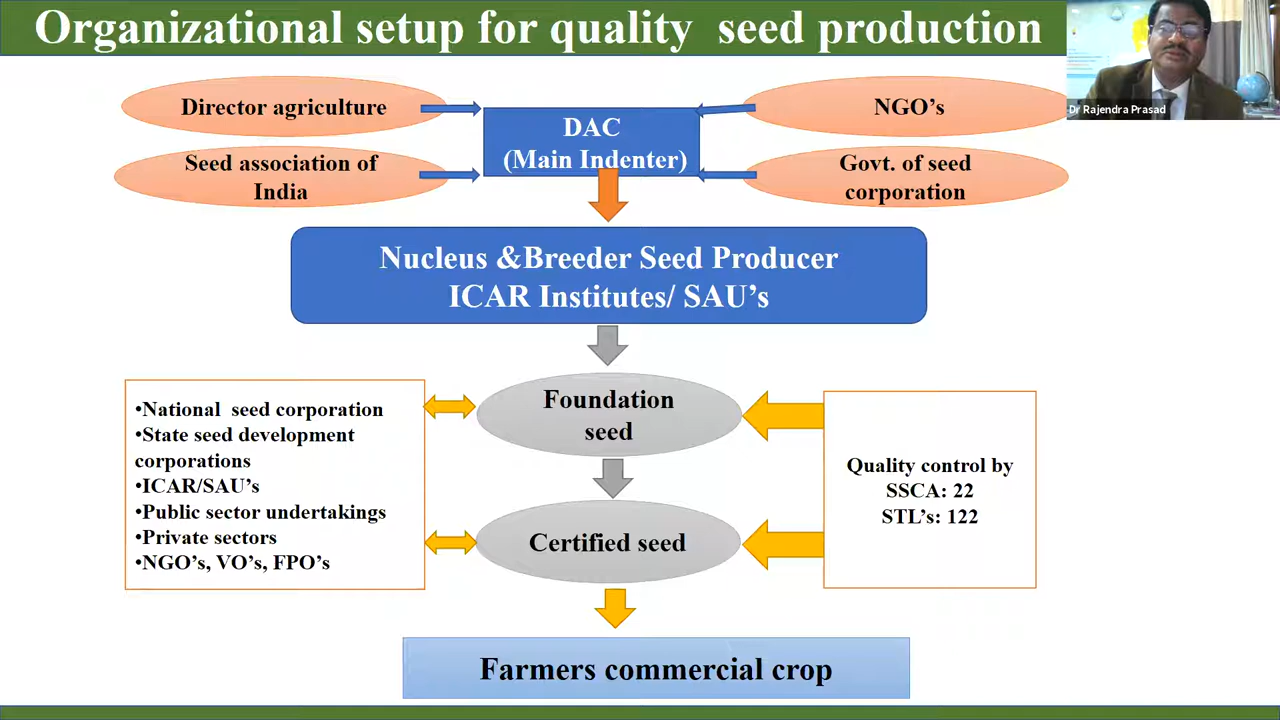 Organizational setup for quality  seed production
Dr Rajendra Prasad
Director agriculture
NGO’s
DAC
(Main Indenter)
Seed association of
India
Govt. of seed
corporation
Nucleus &Breeder Seed Producer
ICAR Institutes/ SAU’s
Foundation
seed
•National  seed corporation
•State seed development
corporations
•ICAR/SAU’s
•Public sector undertakings
•Private sectors
•NGO’s, VO’s, FPO’s
Quality control by
SSCA: 22
STL’s: 122
Certified seed
Farmers commercial crop